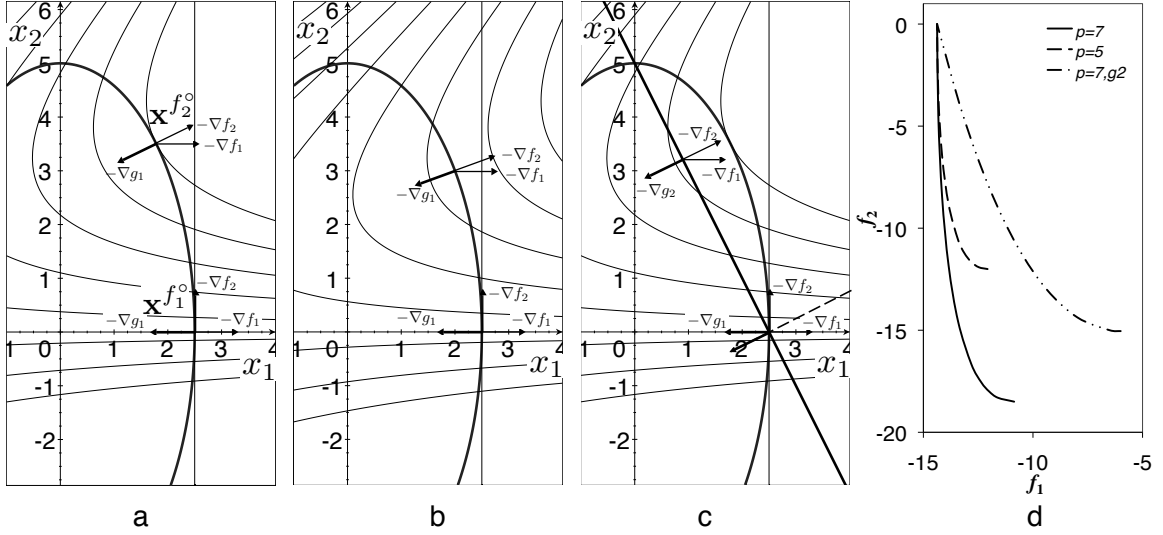 6
x₂
5
4
x^{f₂°}
-∇f₂
-∇f₁
3
-∇g₁
2
1
-∇f₂
x^{f₁°}
-∇g₁
-∇f₁
1 0 1 2 3 4
x₁
-1
-2
a
6
x₂
5
4
3
-∇f₂
-∇f₁
-∇g₁
2
1
-∇f₂
-∇g₁
-∇f₁
1 0 1 2 3 4
x₁
-1
-2
b
6
x₂
5
4
-∇f₂
3
-∇f₁
-∇g₂
2
1
-∇f₂
-∇g₁
-∇f₁
1 0 1 2 3 4
x₁
-1
-2
c
0
p=7
p=5
p=7,g2
-5
f₂
-10
-15
-20
-15 -10 -5
f₁
d